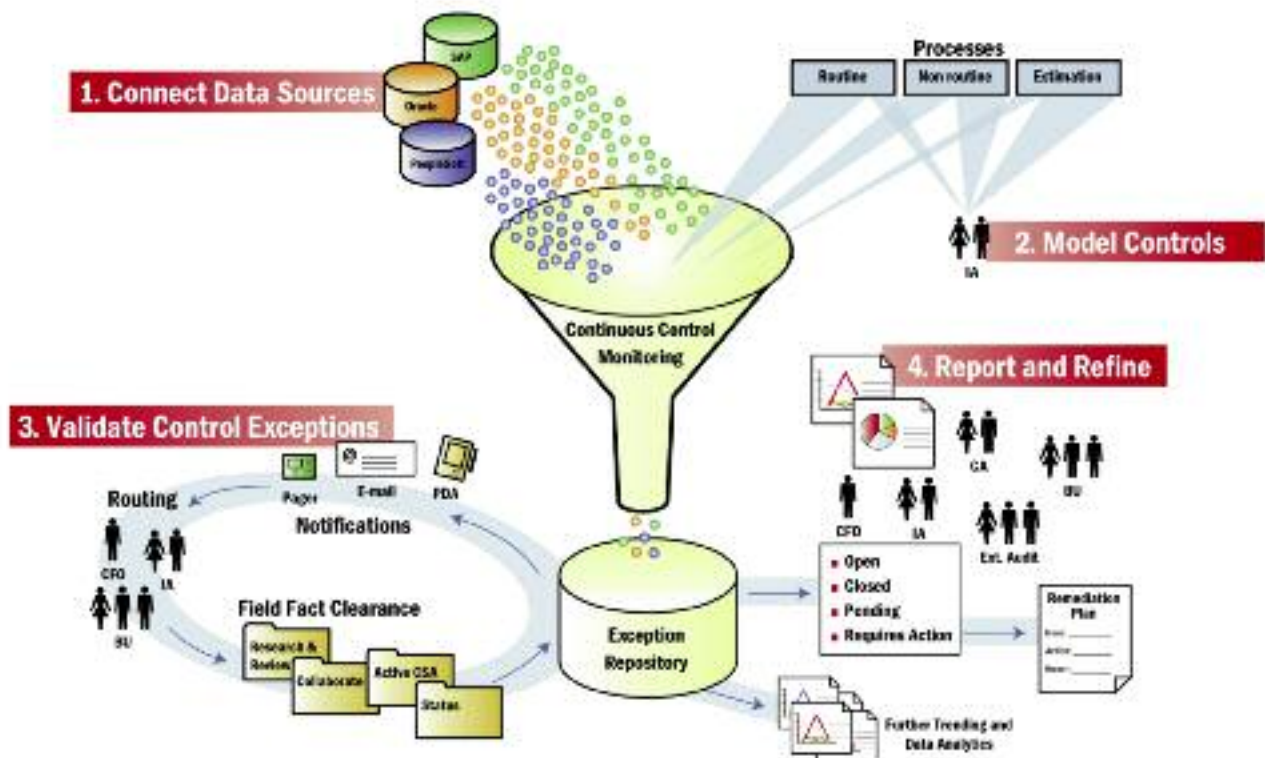 SAP
1. Connect Data Sources
Oracle
Peoplesoft
Processes
Routine
Non routine
Estimation
2. Model Controls
IA
Continuous Control
Monitoring
4. Report and Refine
CA
BU
CFO
IA
Ext. Audit
3. Validate Control Exceptions
Pager
E-mail
PDA
Routing
Notifications
CFO
IA
BU
Field Fact Clearance
Research &
Review
Collaborate
Active CSA
Status
Exception
Repository
Open
Closed
Pending
Requires Action
Remediation
Plan
Further Trending and
Data Analytics